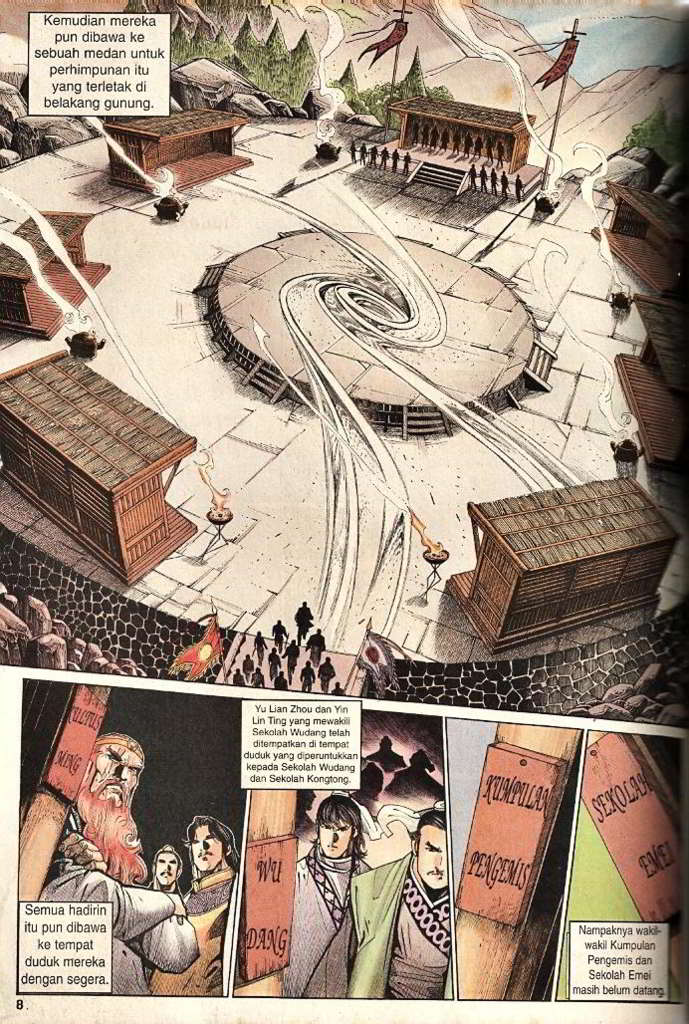 Kemudian mereka
pun dibawa ke
sebuah medan untuk
perhimpunan itu
yang terletak di
belakang gunung.
KULTUS
MENG
Semua hadirin
itu pun dibawa
ke tempat
duduk mereka
dengan segera.
Yu Lian Zhou dan Yin
Lin Ting yang mewakili
Sekolah Wudang telah
ditempatkan di tempat
duduk yang diperuntukkan
kepada Sekolah Wudang
dan Sekolah Kongtong.
WU
DANG
KUMPULAN
PENGEMIS
SEKOLAH
EMEI
Nampaknya wakil-
wakil Kumpulan
Pengemis dan
Sekolah Emei
masih belum datang.
8